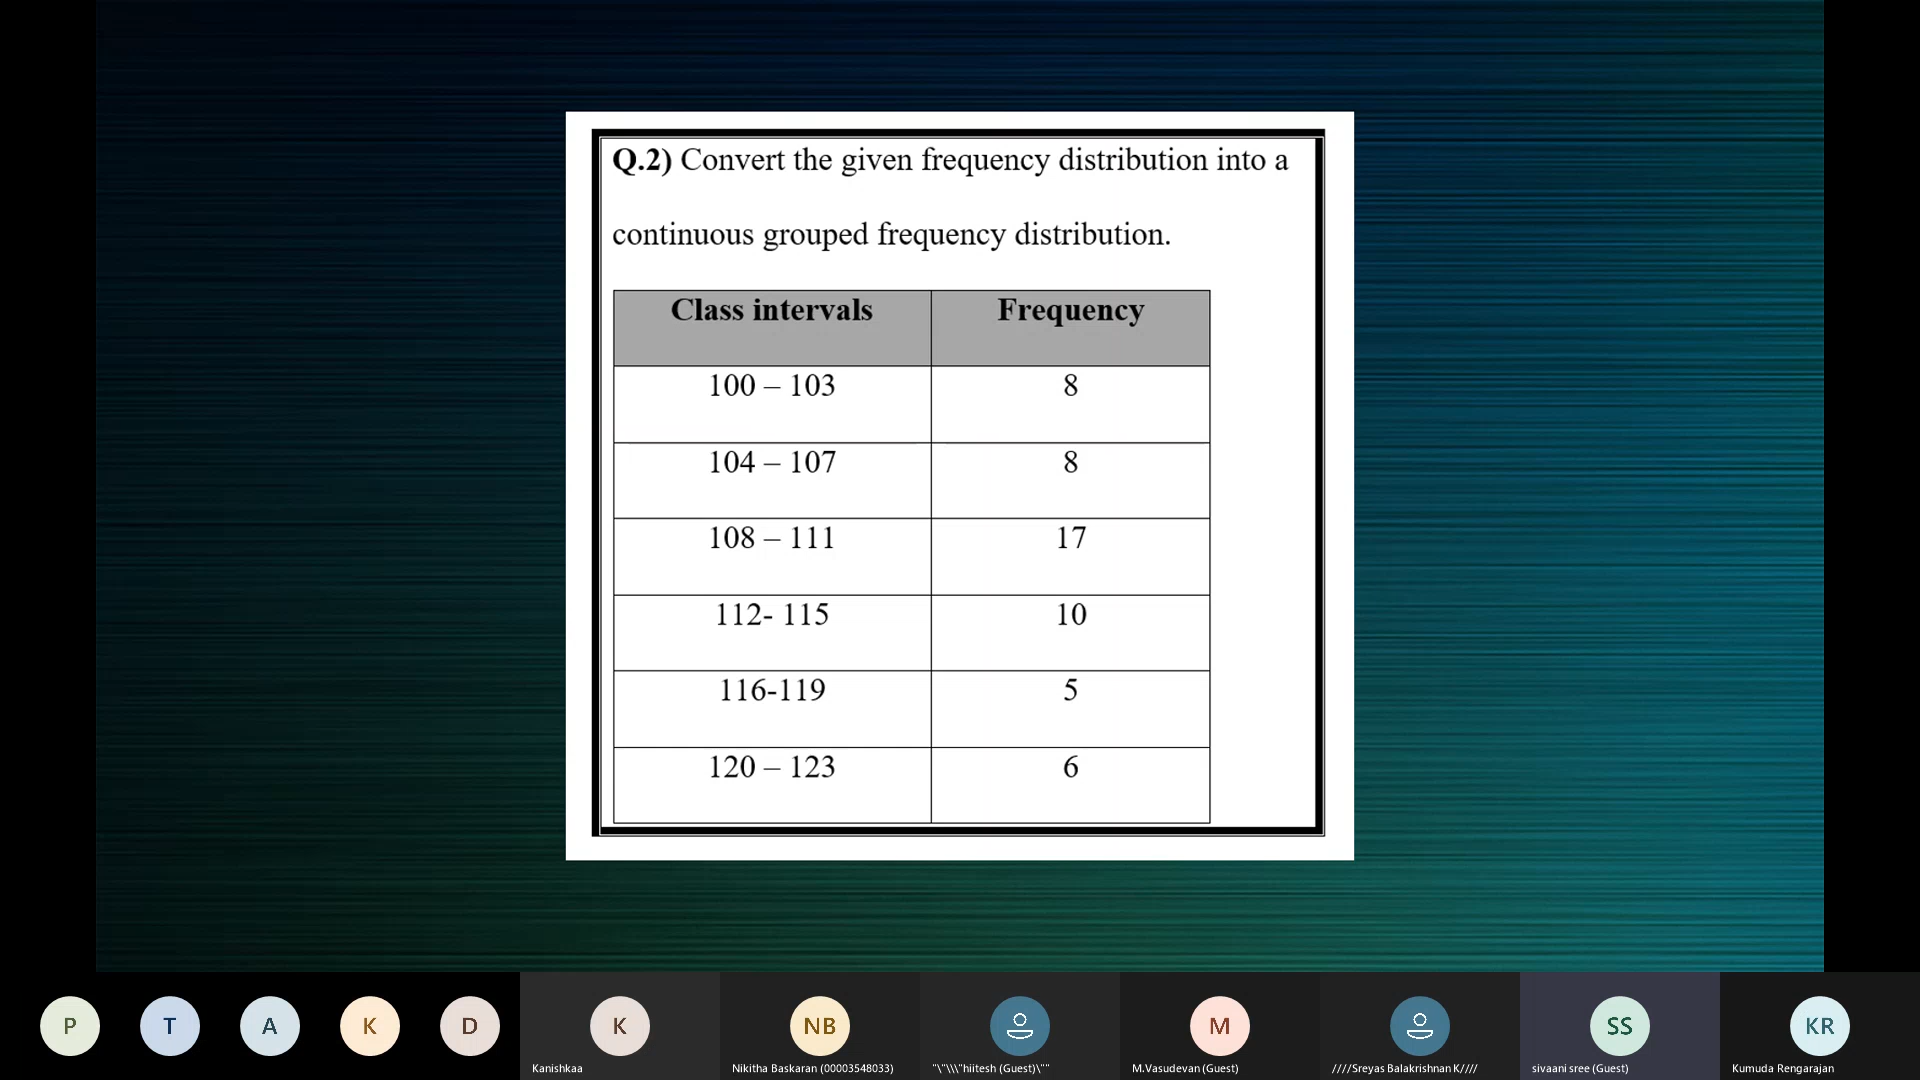 Q.2) Convert the given frequency distribution into a
continuous grouped frequency distribution.
Class intervals Frequency
100 – 103 8
104 – 107 8
108 – 111 17
112- 115 10
116-119 5
120 – 123 6
P T A K D K NB M SS KR
Kanishkaa Nikitha Baskaran (00003548033) "\"\\\"hiitesh (Guest)\"" M.Vasudevan (Guest) ////Sreyas Balakrishnan K//// sivaani sree (Guest) Kumuda Rengarajan